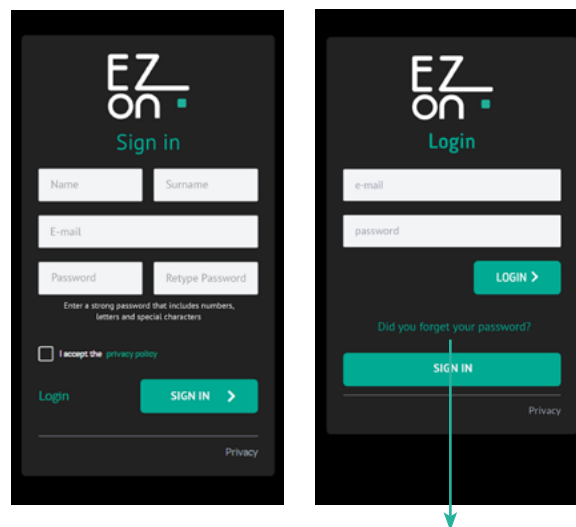 EZ
on
Sign in
Name
Surname
E-mail
Password
Retype Password
Enter a strong password that includes numbers,
letters and special characters
I accept the privacy policy
Login
SIGN IN
Privacy
EZ
on
Login
e-mail
password
LOGIN
Did you forget your password?
SIGN IN
Privacy